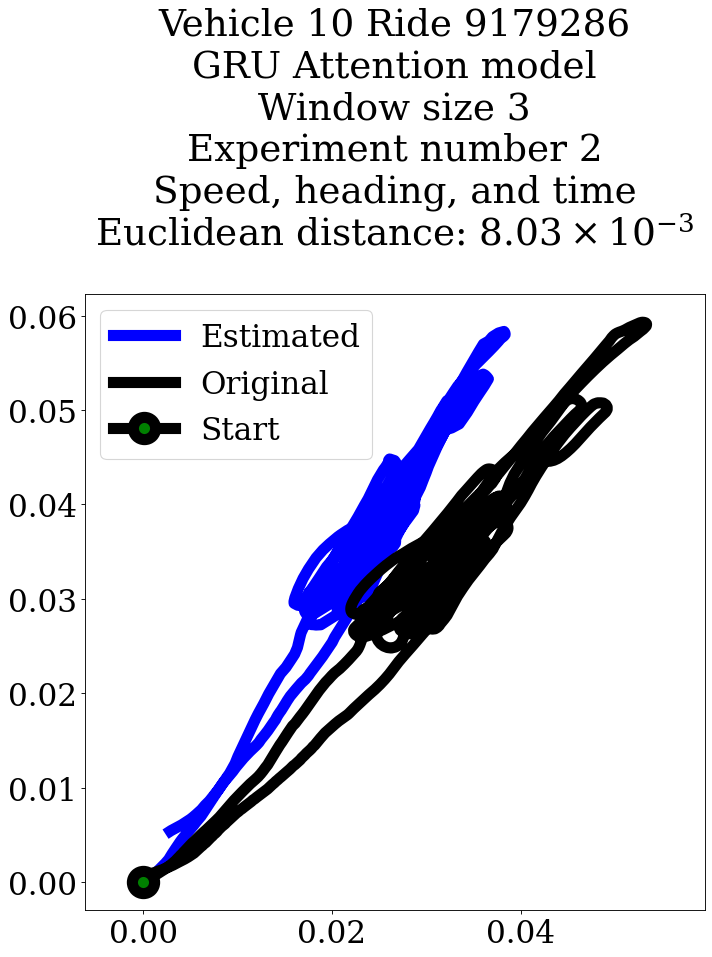 Vehicle 10 Ride 9179286
GRU Attention model
Window size 3
Experiment number 2
Speed, heading, and time
Euclidean distance: 8.03 × 10⁻³
0.06
0.05
0.04
0.03
0.02
0.01
0.00
Estimated
Original
Start
0.00 0.02 0.04